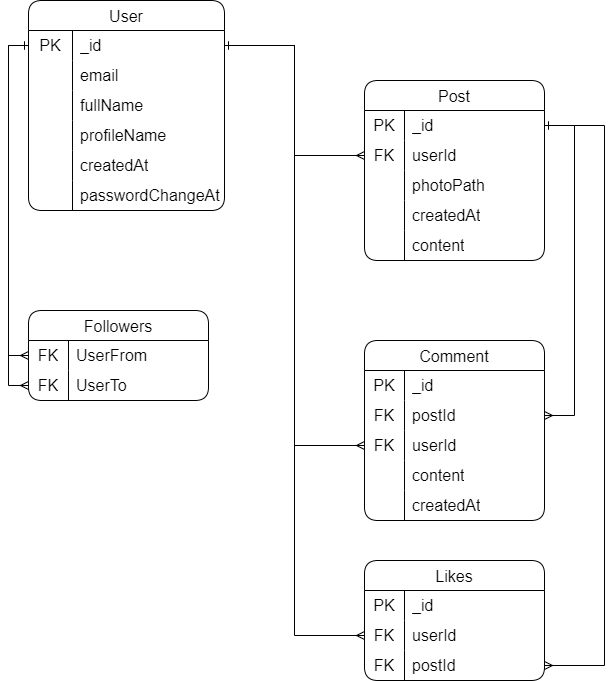 User
PK _id
email
fullName
profileName
createdAt
passwordChangeAt
Post
PK _id
FK userId
photoPath
createdAt
content
Followers
FK UserFrom
FK UserTo
Comment
PK _id
FK postId
FK userId
content
createdAt
Likes
PK _id
FK userId
FK postId